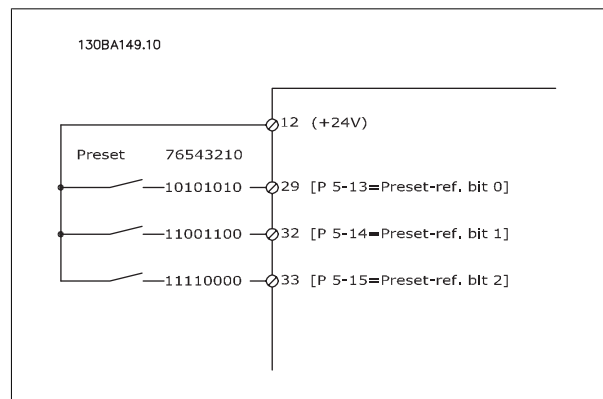 130BA149.10
12 (+24V)
Preset 76543210
10101010 29 [P 5-13=Preset-ref. bit 0]
11001100 32 [P 5-14=Preset-ref. bit 1]
11110000 33 [P 5-15=Preset-ref. bit 2]